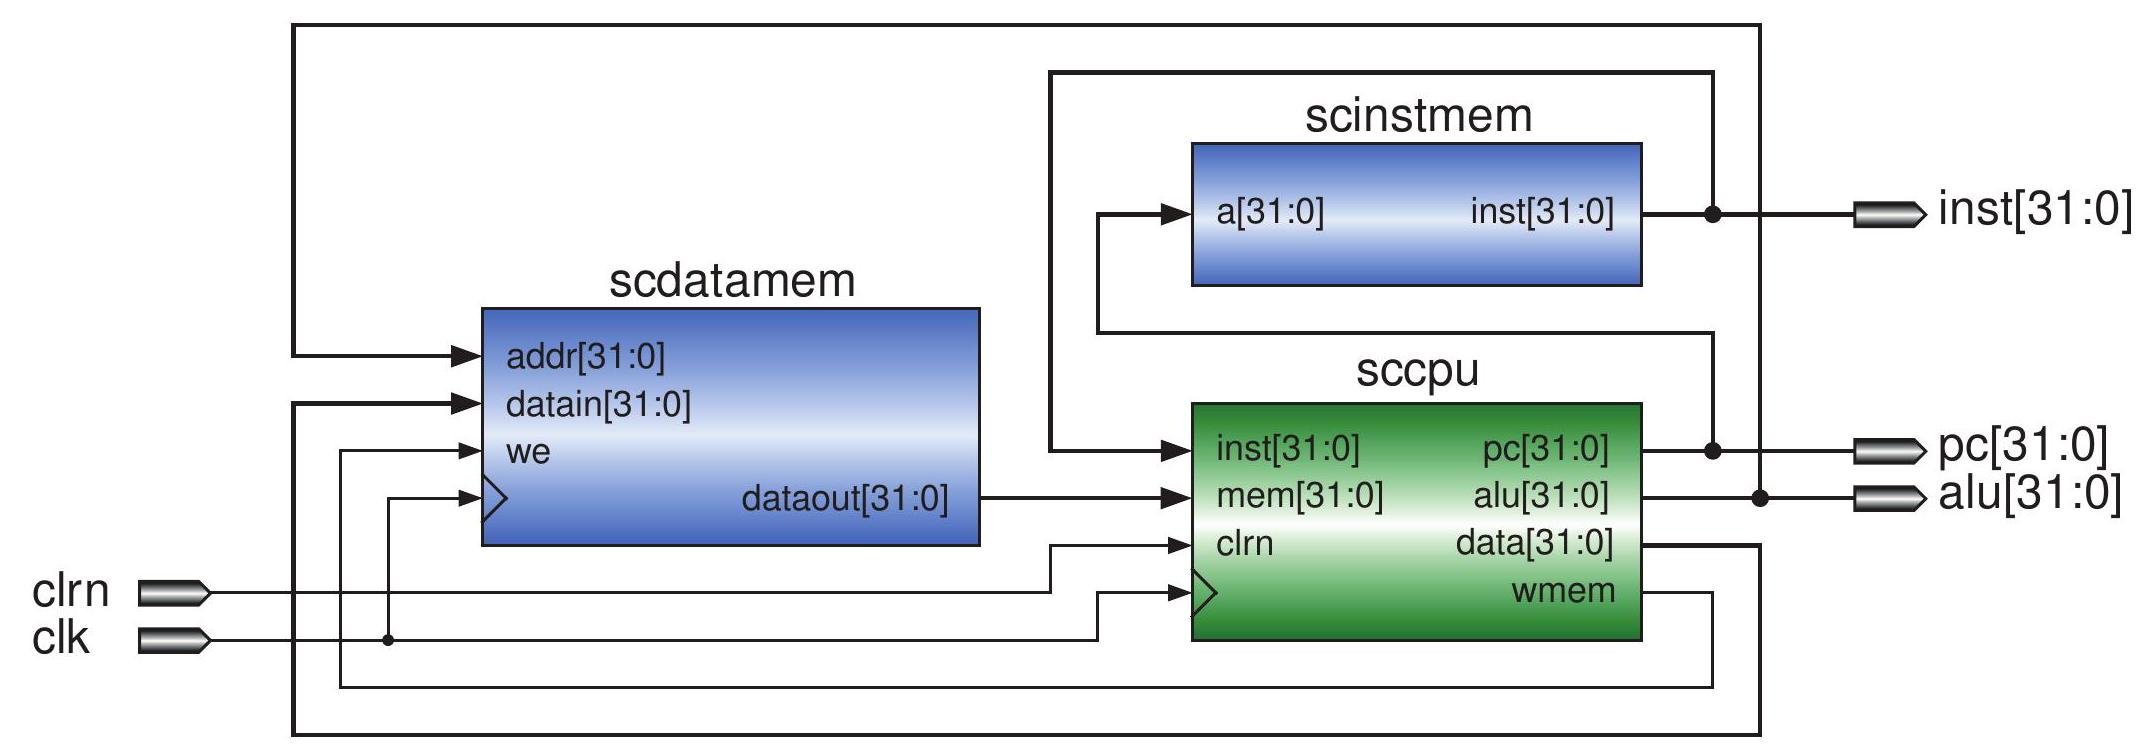 scinstmem
a[31:0] inst[31:0]
inst[31:0]
scdatamem
addr[31:0]
datain[31:0]
we
dataout[31:0]
sccpu
inst[31:0] pc[31:0]
mem[31:0] alu[31:0]
clrn data[31:0]
wmem
pc[31:0]
alu[31:0]
clrn
clk